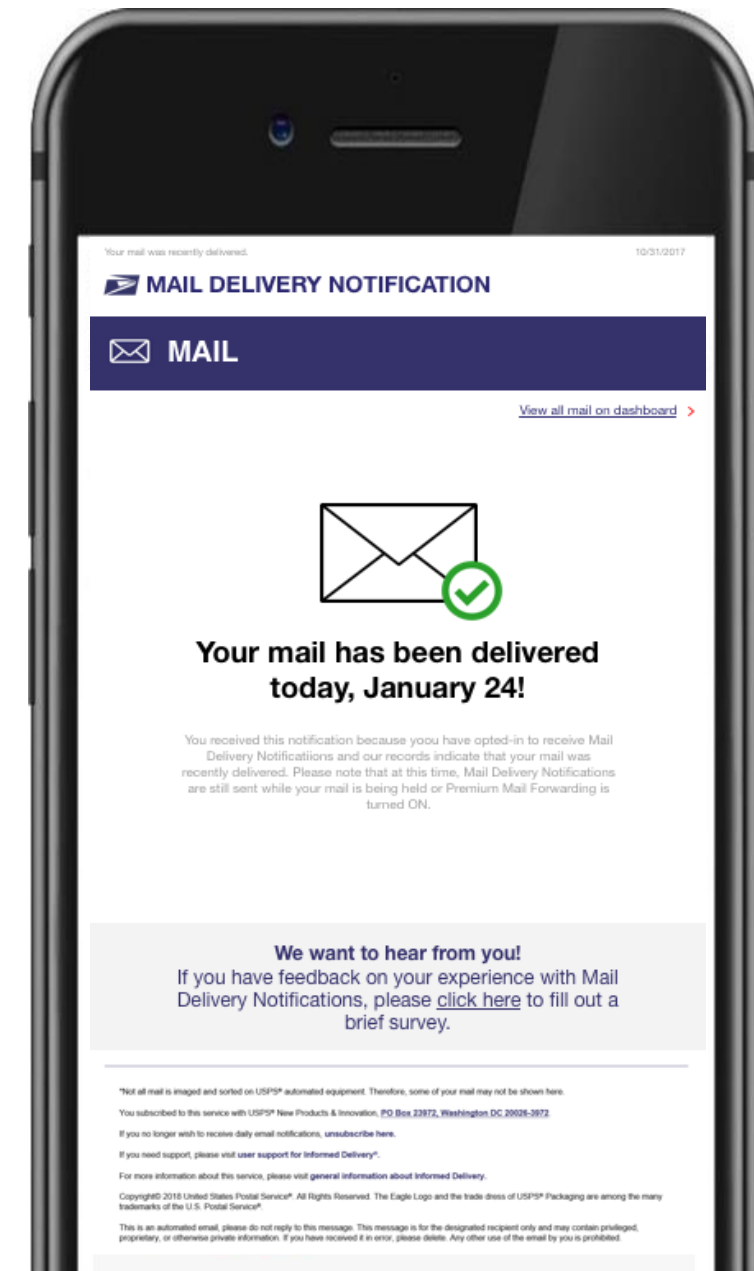 Your mail was recently delivered. 10/31/2017
MAIL DELIVERY NOTIFICATION
MAIL
View all mail on dashboard
Your mail has been delivered
today, January 24!
You received this notification because yoou have opted-in to receive Mail
Delivery Notificatiions and our records indicate that your mail was
recently delivered. Please note that at this time, Mail Delivery Notifications
are still sent while your mail is being held or Premium Mail Forwarding is
turned ON.
We want to hear from you!
If you have feedback on your experience with Mail
Delivery Notifications, please click here to fill out a
brief survey.
*Not all mail is imaged and sorted on USPS® automated equipment. Therefore, some of your mail may not be shown here.
You subscribed to this service with USPS® New Products & Innovation, PO Box 23972, Washington DC 20026-3972.
If you no longer wish to receive daily email notifications, unsubscribe here.
If you need support, please visit user support for Informed Delivery®.
For more information about this service, please visit general information about Informed Delivery.
Copyright© 2018 United States Postal Service®. All Rights Reserved. The Eagle Logo and the trade dress of USPS® Packaging are among the many
trademarks of the U.S. Postal Service®.
This is an automated email, please do not reply to this message. This message is for the designated recipient only and may contain privileged,
proprietary, or otherwise private information. If you have received it in error, please delete. Any other use of the email by you is prohibited.